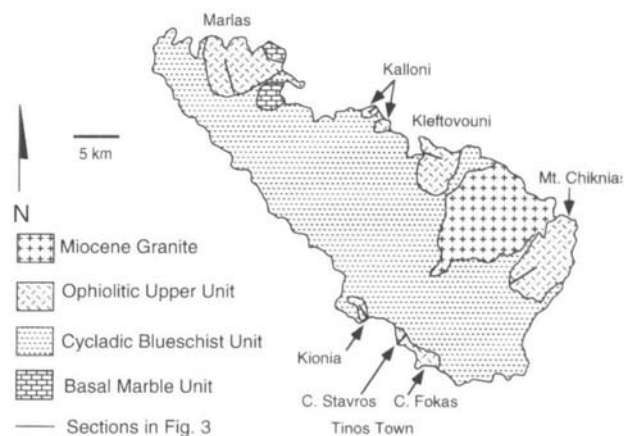 Marlas
Kalloni
Kleftovouni
Mt. Chiknias
5 km
N
Miocene Granite
Ophiolitic Upper Unit
Cycladic Blueschist Unit
Basal Marble Unit
Sections in Fig. 3
Kionia
C. Stavros
C. Fokas
Tinos Town